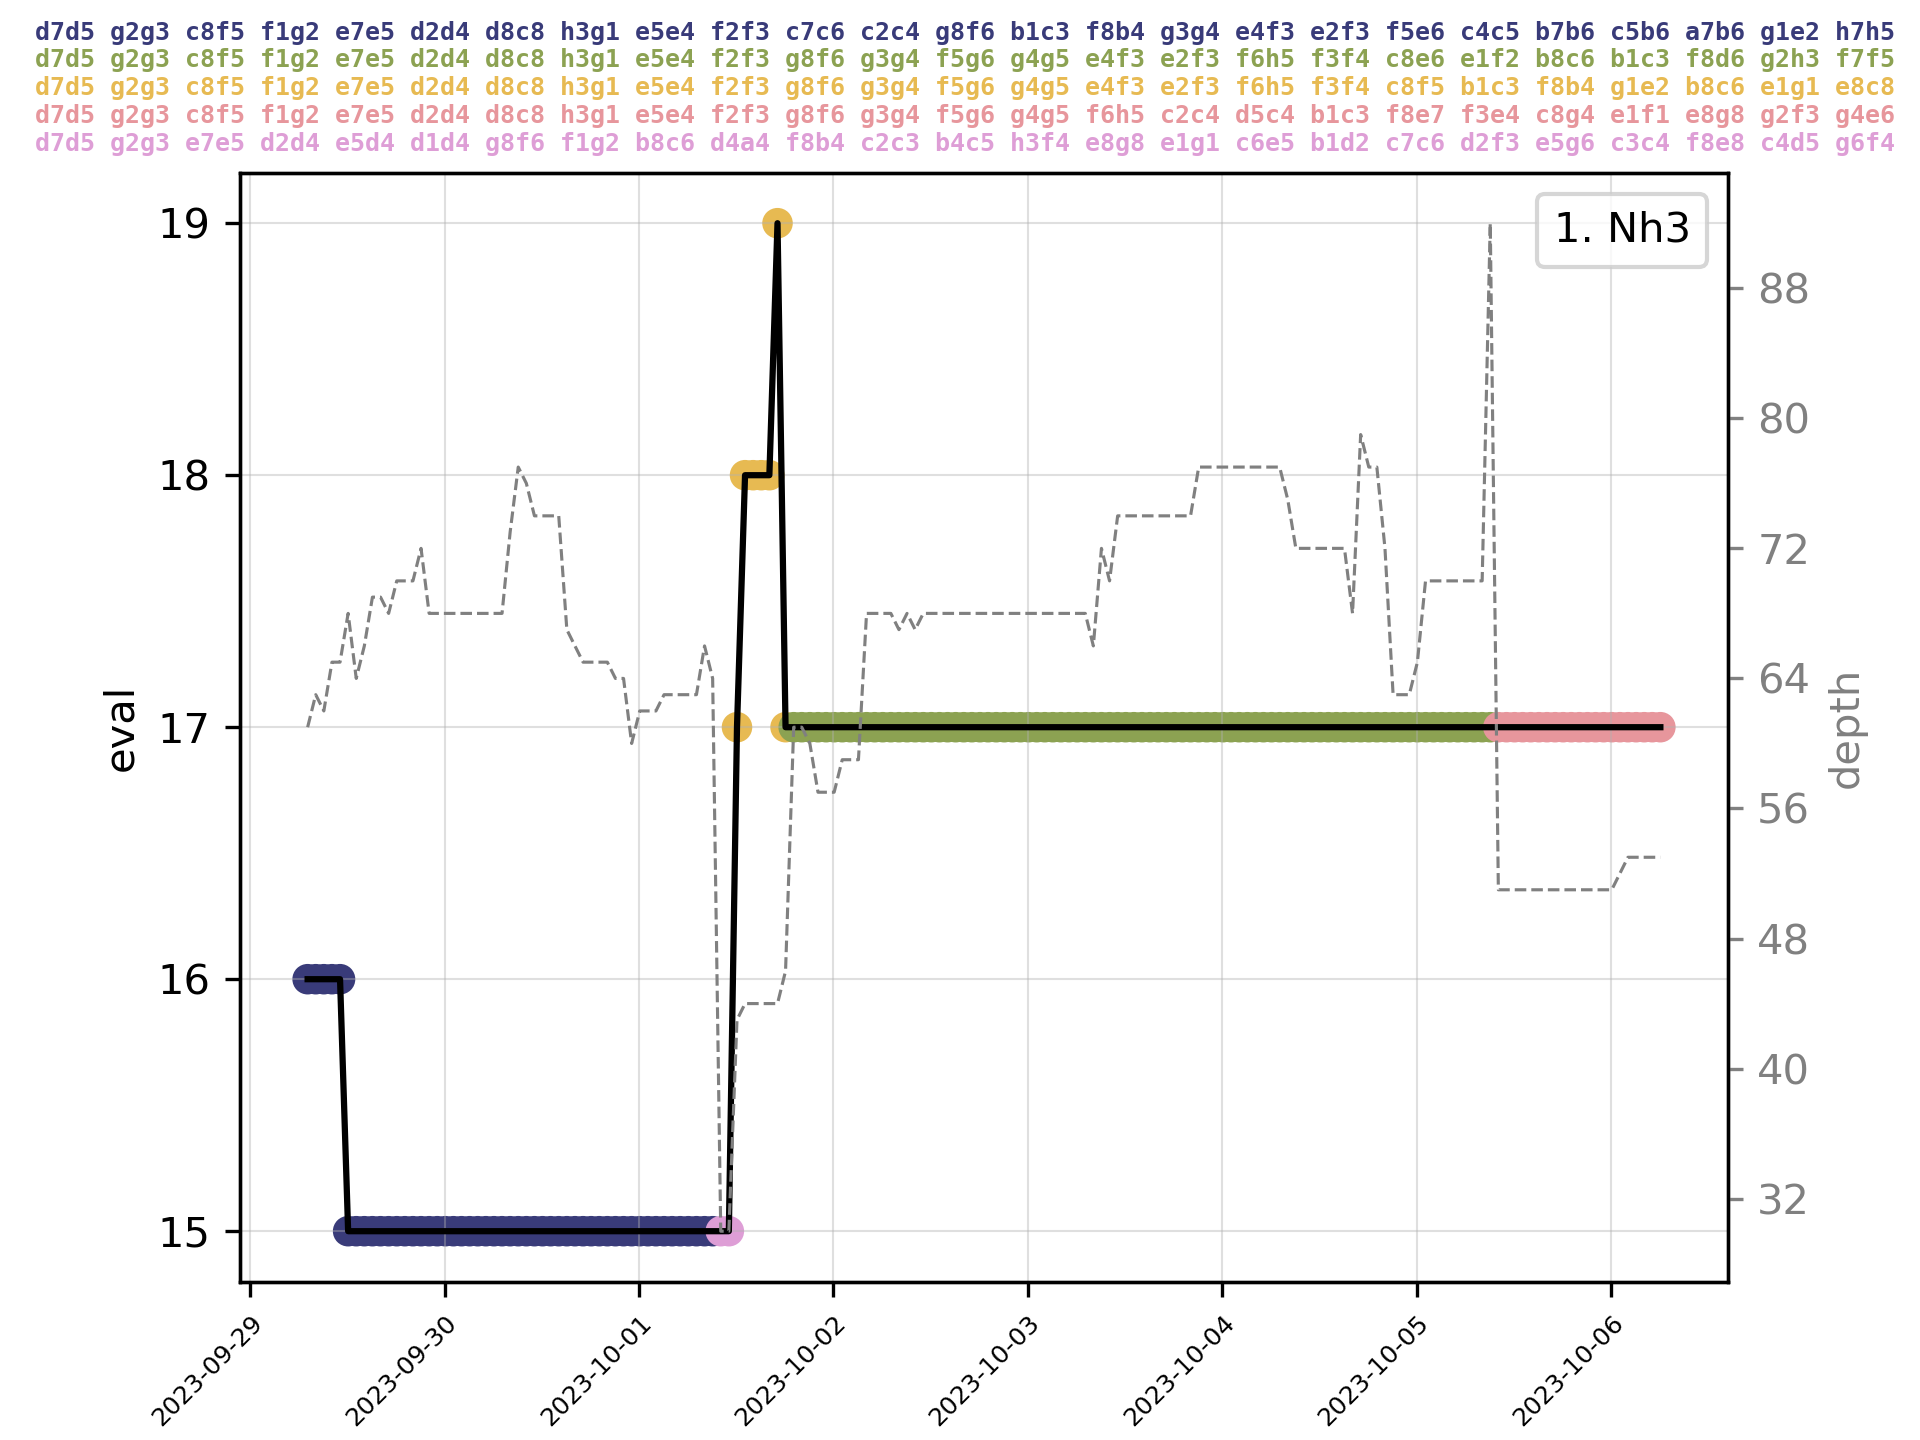 d7d5 g2g3 c8f5 f1g2 e7e5 d2d4 d8c8 h3g1 e5e4 f2f3 c7c6 c2c4 g8f6 b1c3 f8b4 g3g4 e4f3 e2f3 f5e6 c4c5 b7b6 c5b6 a7b6 g1e2 h7h5
d7d5 g2g3 c8f5 f1g2 e7e5 d2d4 d8c8 h3g1 e5e4 f2f3 g8f6 g3g4 f5g6 g4g5 e4f3 e2f3 f6h5 f3f4 c8e6 e1f2 b8c6 b1c3 f8d6 g2h3 f7f5
d7d5 g2g3 c8f5 f1g2 e7e5 d2d4 d8c8 h3g1 e5e4 f2f3 g8f6 g3g4 f5g6 g4g5 e4f3 e2f3 f6h5 f3f4 c8f5 b1c3 f8b4 g1e2 b8c6 e1g1 e8c8
d7d5 g2g3 c8f5 f1g2 e7e5 d2d4 d8c8 h3g1 e5e4 f2f3 g8f6 g3g4 f5g6 g4g5 f6h5 c2c4 d5c4 b1c3 f8e7 f3e4 c8g4 e1f1 e8g8 g2f3 g4e6
d7d5 g2g3 e7e5 d2d4 e5d4 d1d4 g8f6 f1g2 b8c6 d4a4 f8b4 c2c3 b4c5 h3f4 e8g8 e1g1 c6e5 b1d2 c7c6 d2f3 e5g6 c3c4 f8e8 c4d5 g6f4
1. Nh3
19
18
17
16
15
eval
88
80
72
64
56
48
40
32
depth
2023-09-29
2023-09-30
2023-10-01
2023-10-02
2023-10-03
2023-10-04
2023-10-05
2023-10-06